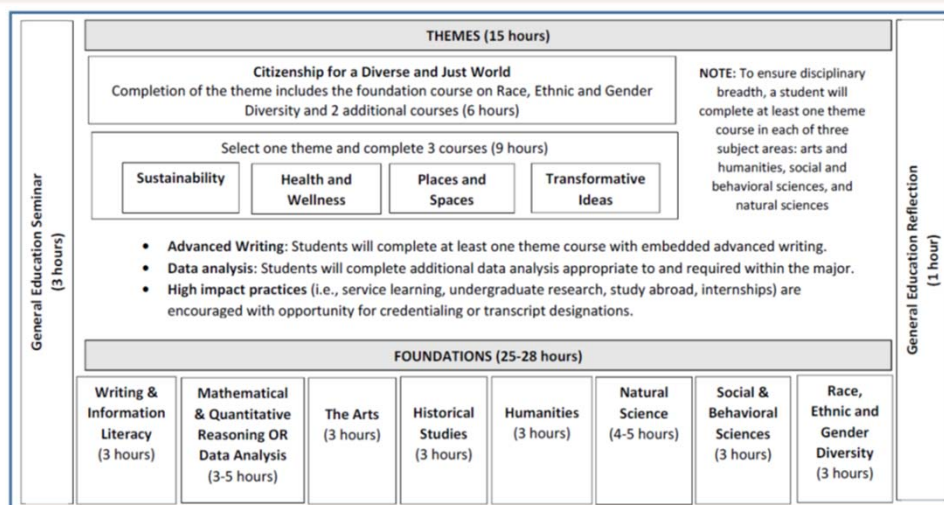 General Education Seminar
(3 hours)
THEMES (15 hours)
Citizenship for a Diverse and Just World
Completion of the theme includes the foundation course on Race, Ethnic and Gender
Diversity and 2 additional courses (6 hours)
NOTE: To ensure disciplinary
breadth, a student will
complete at least one theme
course in each of three
subject areas: arts and
humanities, social and
behavioral sciences, and
natural sciences
Select one theme and complete 3 courses (9 hours)
Sustainability
Health and
Wellness
Places and
Spaces
Transformative
Ideas
• Advanced Writing: Students will complete at least one theme course with embedded advanced writing.
• Data analysis: Students will complete additional data analysis appropriate to and required within the major.
• High impact practices (i.e., service learning, undergraduate research, study abroad, internships) are
encouraged with opportunity for credentialing or transcript designations.
FOUNDATIONS (25-28 hours)
Writing &
Information
Literacy
(3 hours)
Mathematical
& Quantitative
Reasoning OR
Data Analysis
(3-5 hours)
The Arts
(3 hours)
Historical
Studies
(3 hours)
Humanities
(3 hours)
Natural
Science
(4-5 hours)
Social &
Behavioral
Sciences
(3 hours)
Race,
Ethnic and
Gender
Diversity
(3 hours)
General Education Reflection
(1 hour)